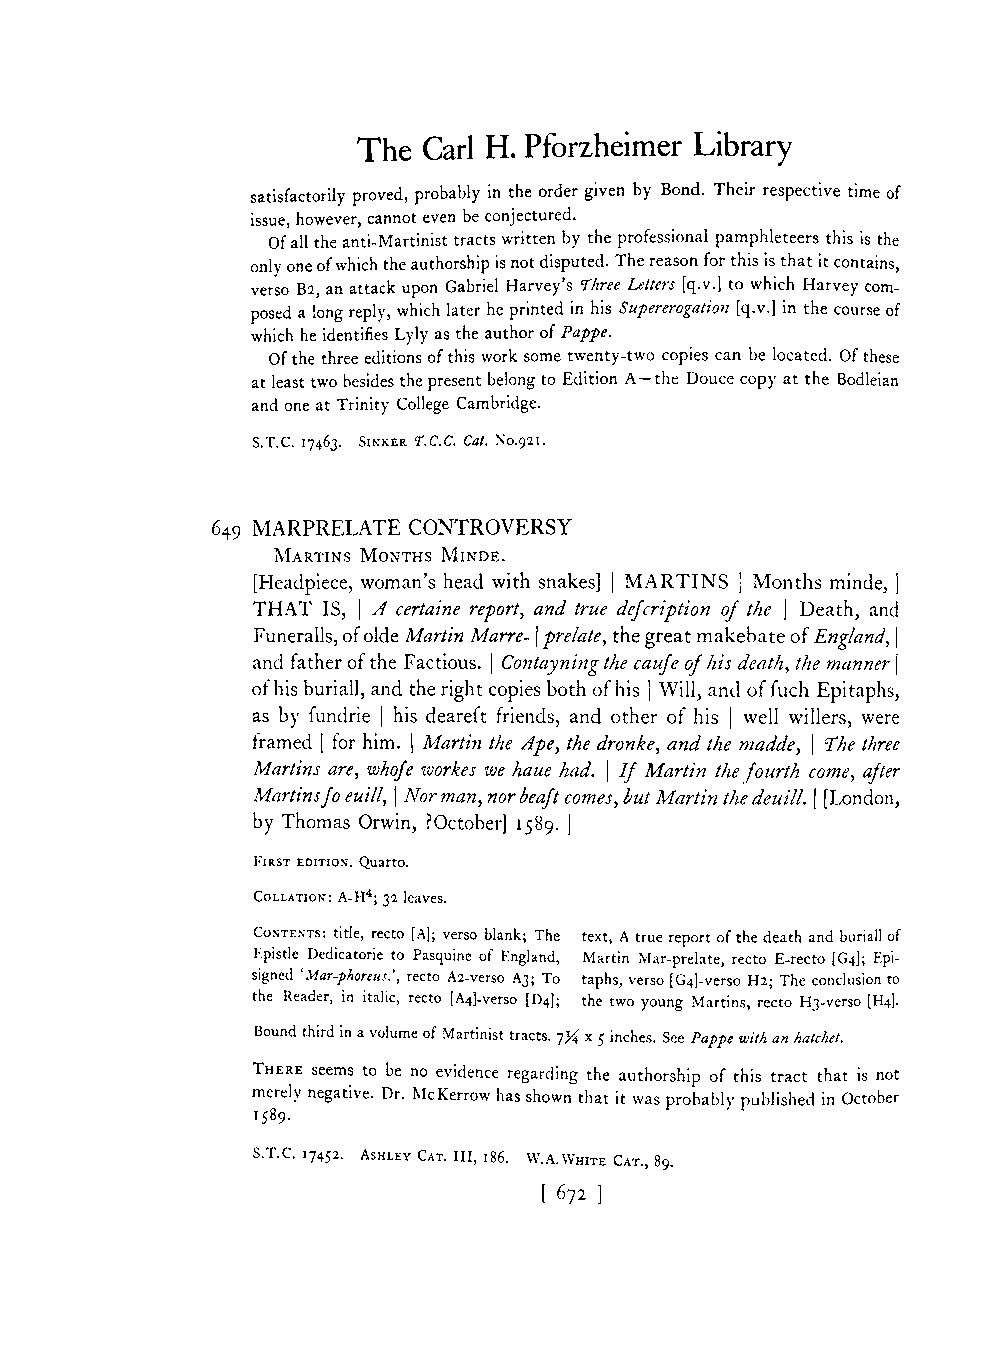 The Carl H. Pforzheimer Library
satisfactorily proved, probably in the order given by Bond. Their respective time of
issue, however, cannot even be conjectured.
Of all the anti-Martinist tracts written by the professional pamphleteers this is the
only one of which the authorship is not disputed. The reason for this is that it contains,
verso B2, an attack upon Gabriel Harvey's Three Letters [q.v.] to which Harvey com-
posed a long reply, which later he printed in his Supererogation [q.v.] in the course of
which he identifies Lyly as the author of Pappe.
Of the three editions of this work some twenty-two copies can be located. Of these
at least two besides the present belong to Edition A—the Douce copy at the Bodleian
and one at Trinity College Cambridge.
S.T.C. 17463. Sinker T.C.C. Cat. No.921.
649 MARPRELATE CONTROVERSY
Martins Months Minde.
[Headpiece, woman's head with snakes] | MARTINS | Months minde, |
THAT IS, | A certaine report, and true deſcription of the | Death, and
Funeralls, of olde Martin Marre- | prelate, the great makebate of England, |
and father of the Factious. | Contayning the cauſe of his death, the manner |
of his buriall, and the right copies both of his | Will, and of ſuch Epitaphs,
as by ſundrie | his deareſt friends, and other of his | well willers, were
framed | for him. | Martin the Ape, the dronke, and the madde, | The three
Martins are, whoſe workes we haue had. | If Martin the fourth come, after
Martins ſo euill, | Nor man, nor beaſt comes, but Martin the deuill. | [London,
by Thomas Orwin, ?October] 1589. |
First edition. Quarto.
Collation: A-H⁴; 32 leaves.
Contents: title, recto [A]; verso blank; The
Epistle Dedicatorie to Pasquine of England,
signed 'Mar-phoreus.', recto A2-verso A3; To
the Reader, in italic, recto [A4]-verso [D4];
text, A true report of the death and buriall of
Martin Mar-prelate, recto E-recto [G4]; Epi-
taphs, verso [G4]-verso H2; The conclusion to
the two young Martins, recto H3-verso [H4].
Bound third in a volume of Martinist tracts. 7¼ x 5 inches. See Pappe with an hatchet.
There seems to be no evidence regarding the authorship of this tract that is not
merely negative. Dr. McKerrow has shown that it was probably published in October
1589.
S.T.C. 17452. Ashley Cat. III, 186. W.A.White Cat., 89.
[ 672 ]